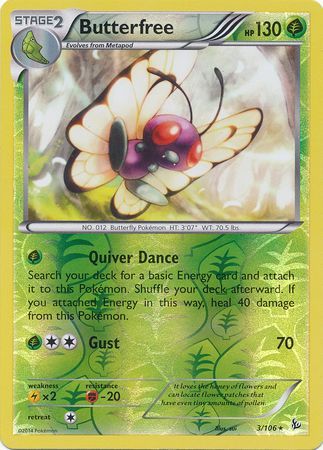 STAGE2
Butterfree
HP130
Evolves from Metapod
NO. 012 Butterfly Pokémon HT: 3'07" WT: 70.5 lbs.
Quiver Dance
Search your deck for a basic Energy card and attach
it to this Pokémon. Shuffle your deck afterward. If
you attached Energy in this way, heal 40 damage
from this Pokémon.
Gust 70
weakness resistance
×2 -20
retreat
It loves the honey of flowers and
can locate flower patches that
have even tiny amounts of pollen.
©2014 Pokémon
Illus.
3/106 ★